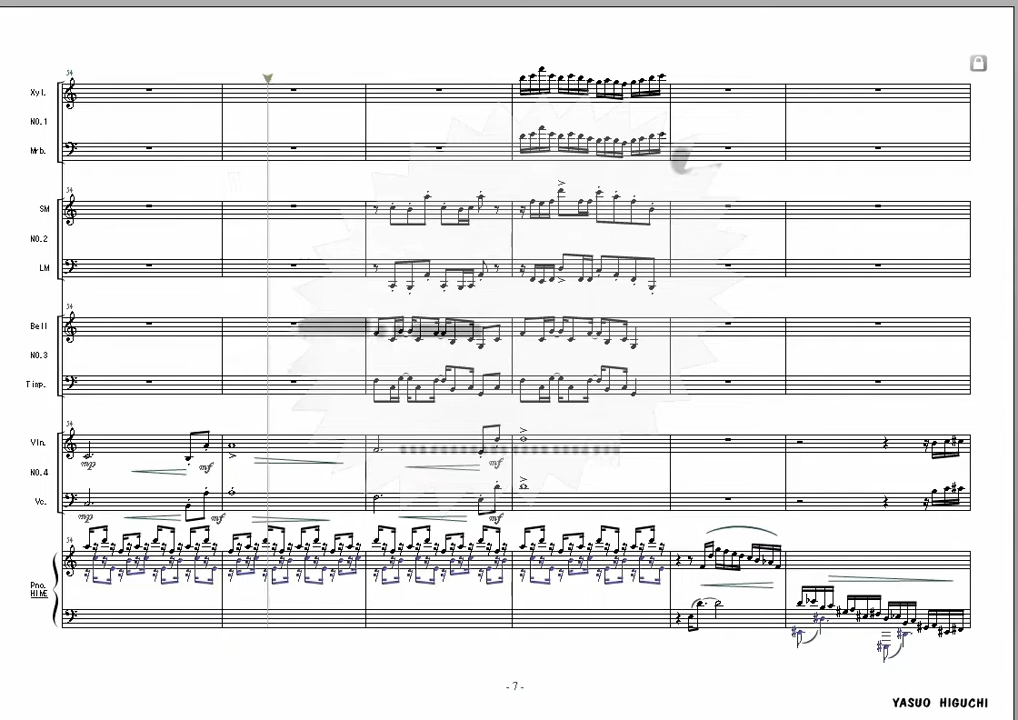 54
Xyl.
NO.1
Mrb.
54
SM
NO.2
LM
54
Bell
NO.3
Timp.
54
Vln.
mp
mf
NO.4
Vc.
mp
mf
mf
mf
54
Pno.
HIME
- 7 -
YASUO HIGUCHI